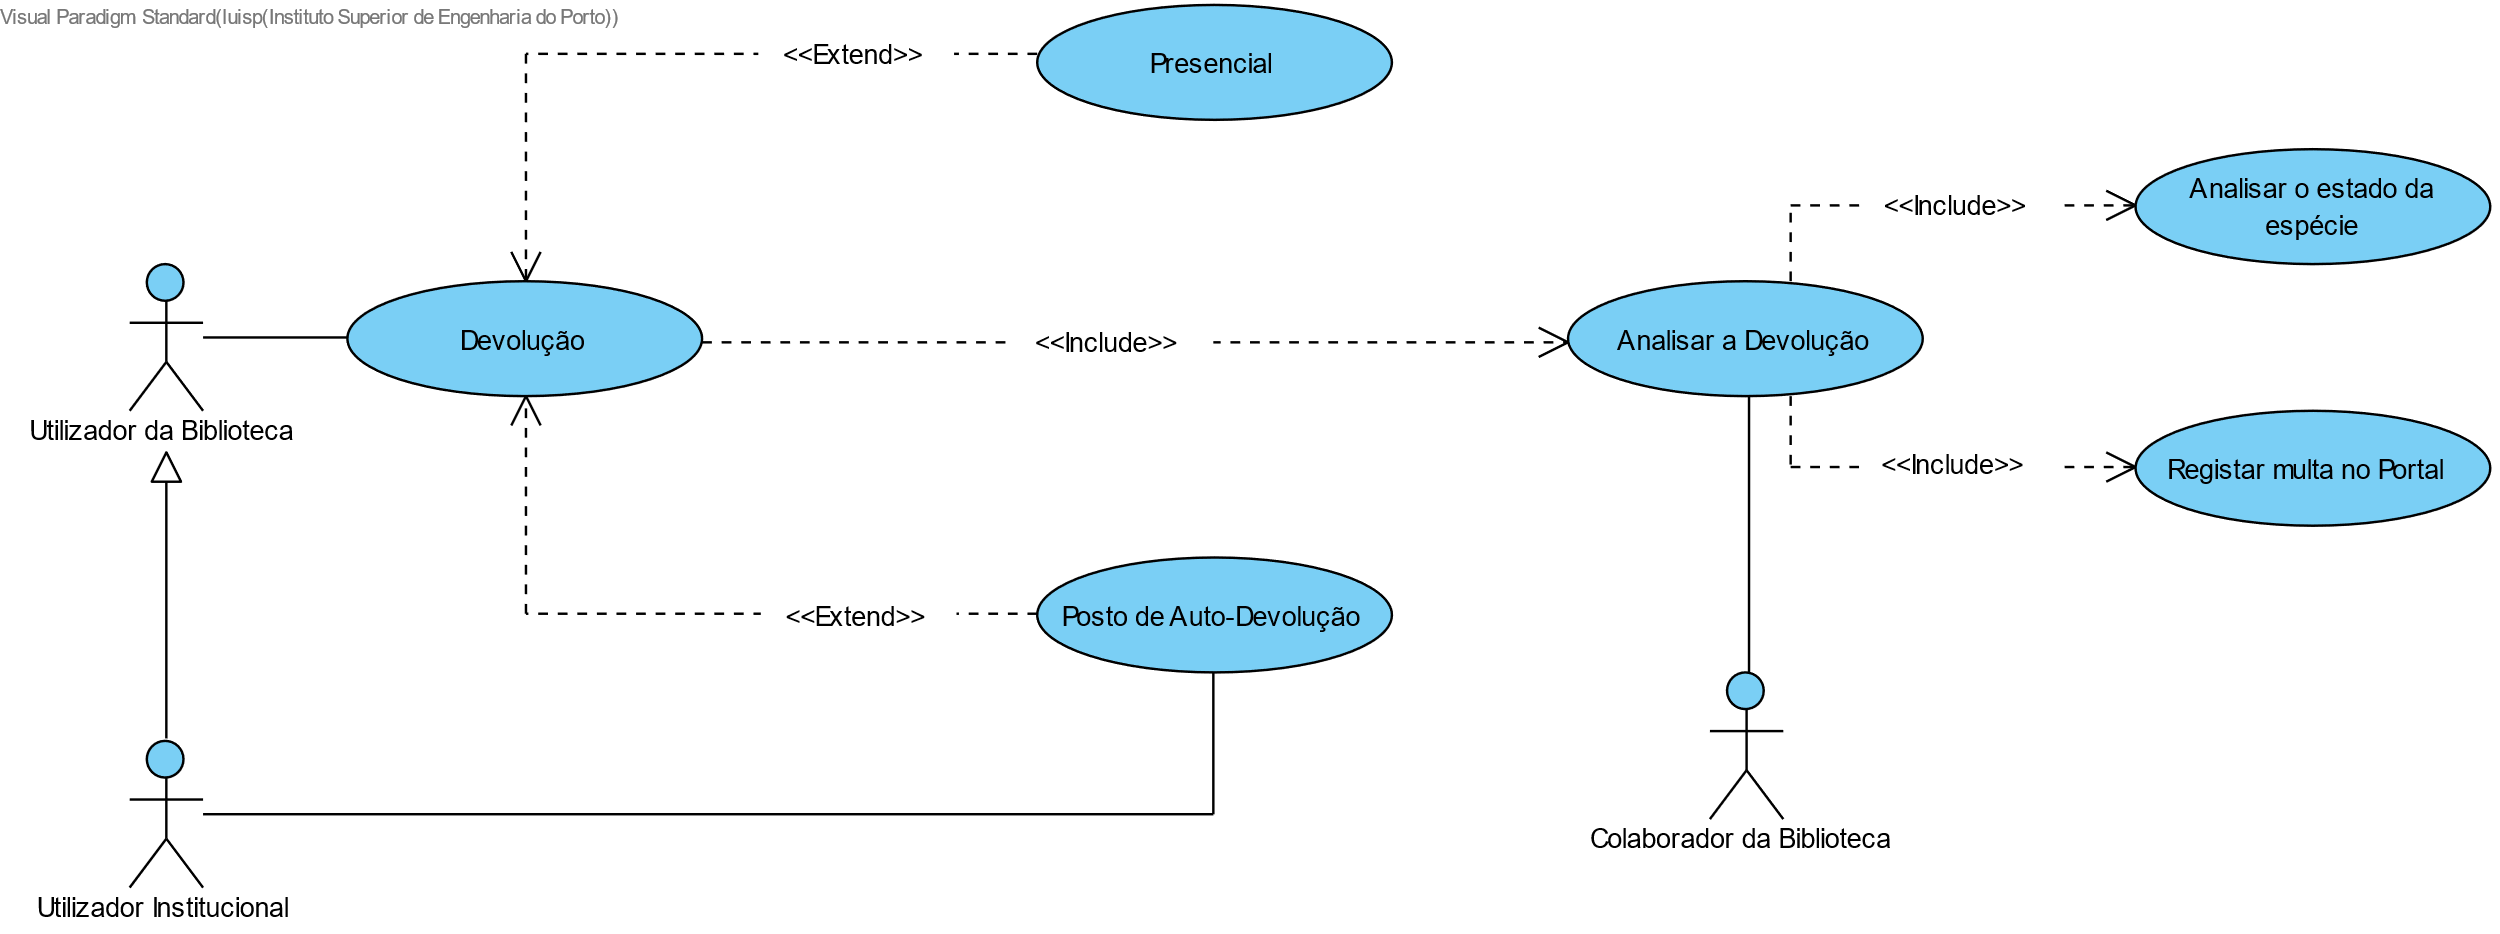 Visual Paradigm Standard(luisp(Instituto Superior de Engenharia do Porto))
<<Extend>>
Presencial
Analisar o estado da
espécie
<<Include>>
Devolução
<<Include>>
Analisar a Devolução
Utilizador da Biblioteca
<<Include>>
Registar multa no Portal
<<Extend>>
Posto de Auto-Devolução
Colaborador da Biblioteca
Utilizador Institucional